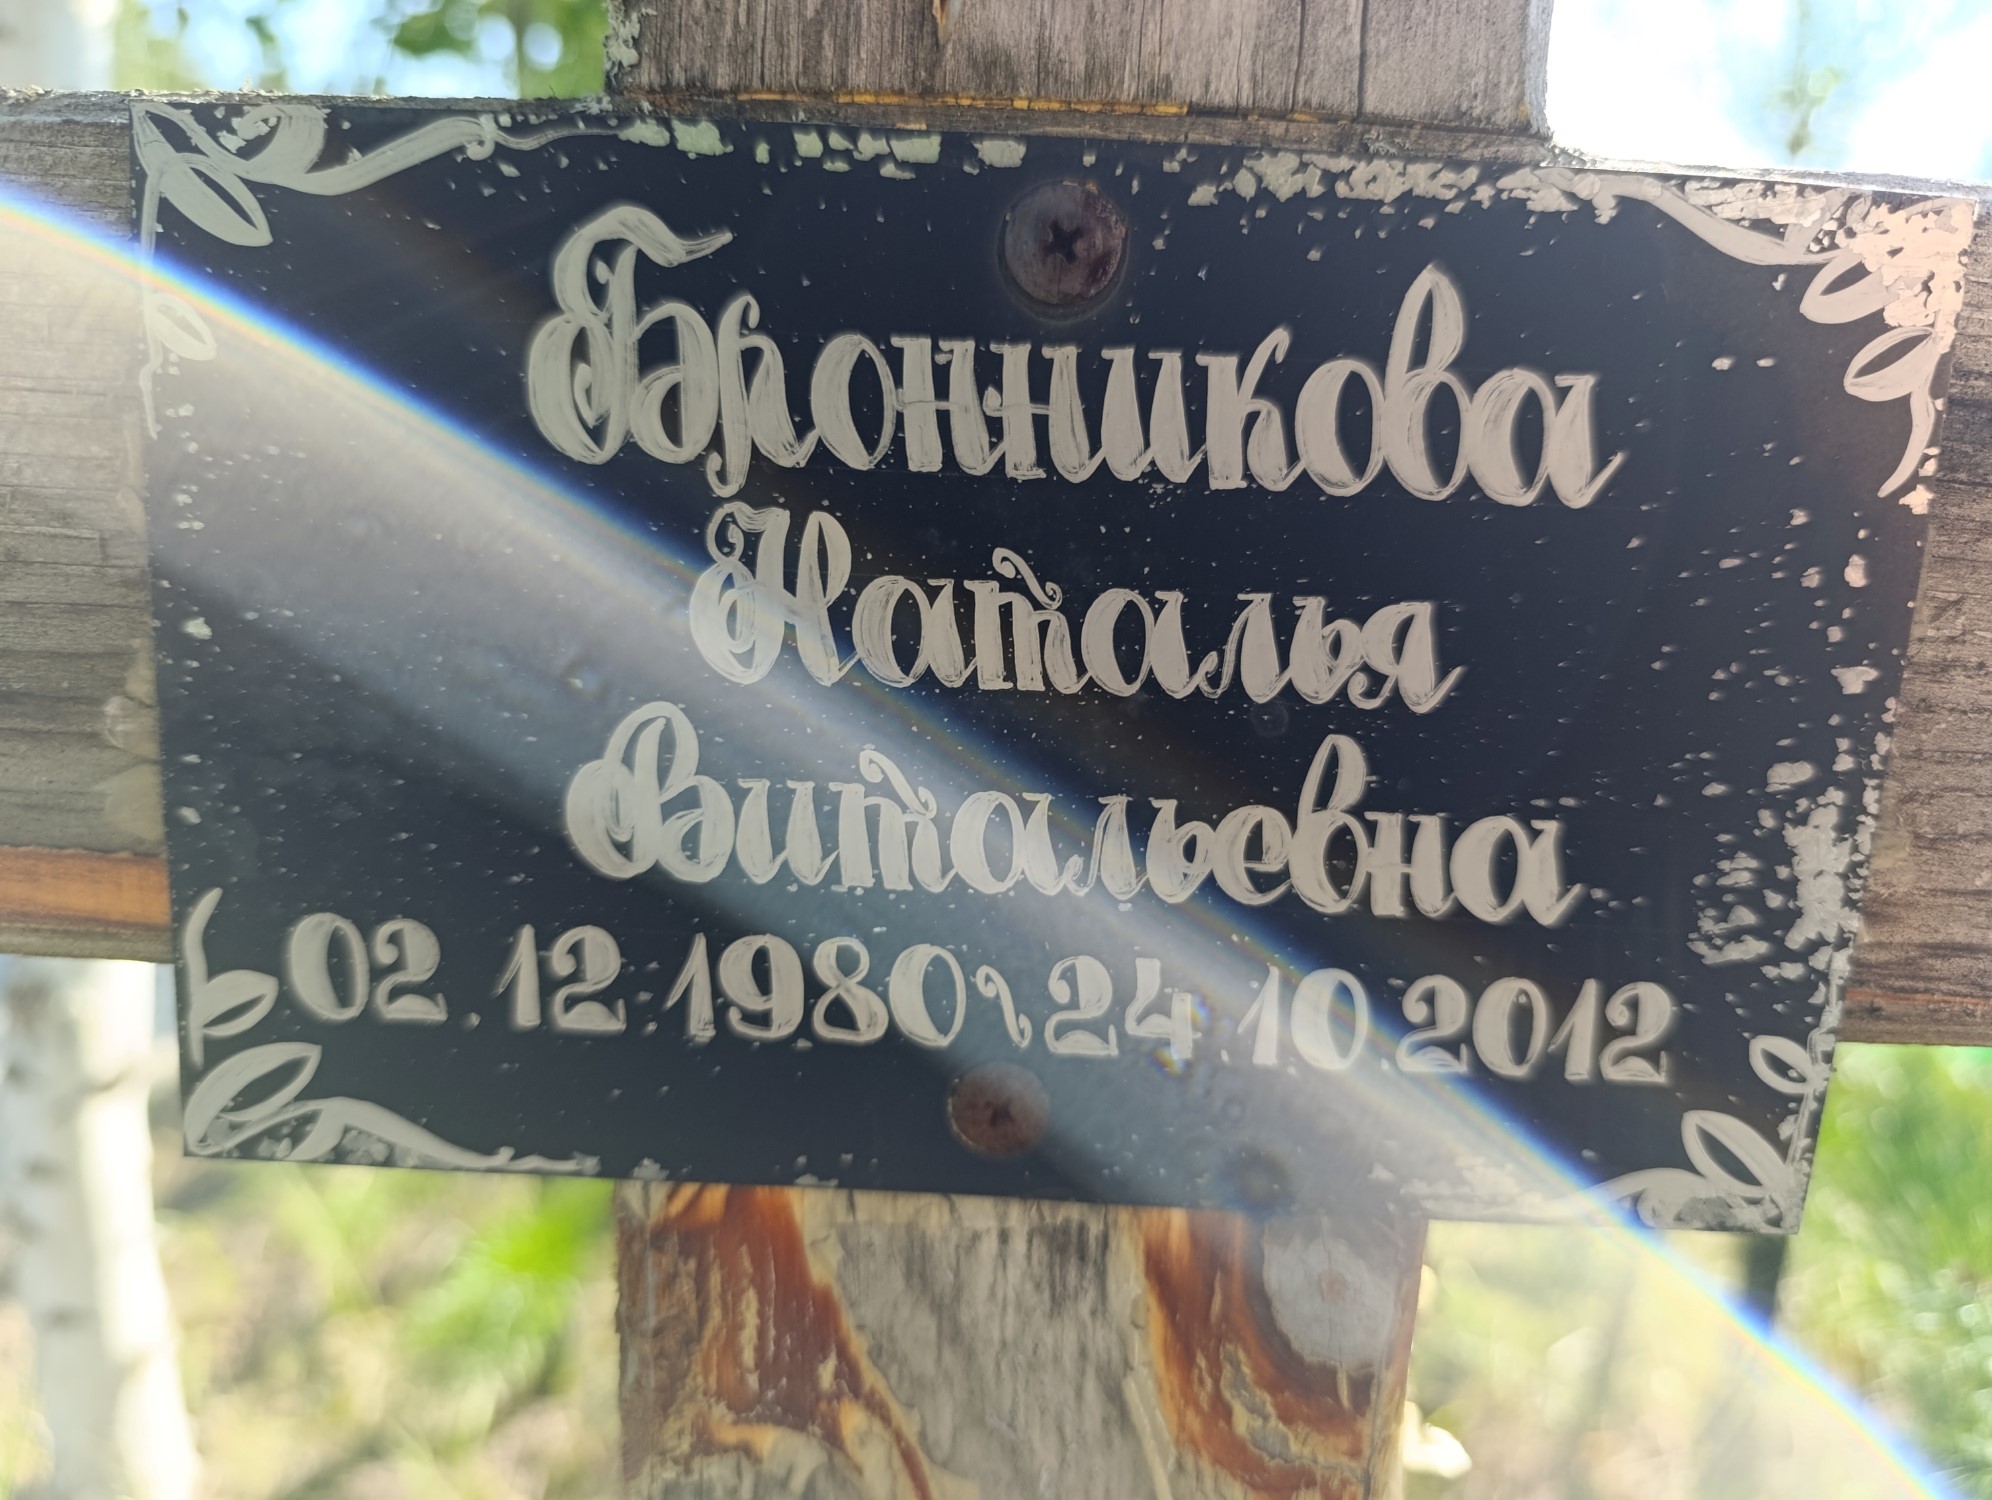 Бронникова
Наталья
Витальевна
02.12.1980~24.10.2012